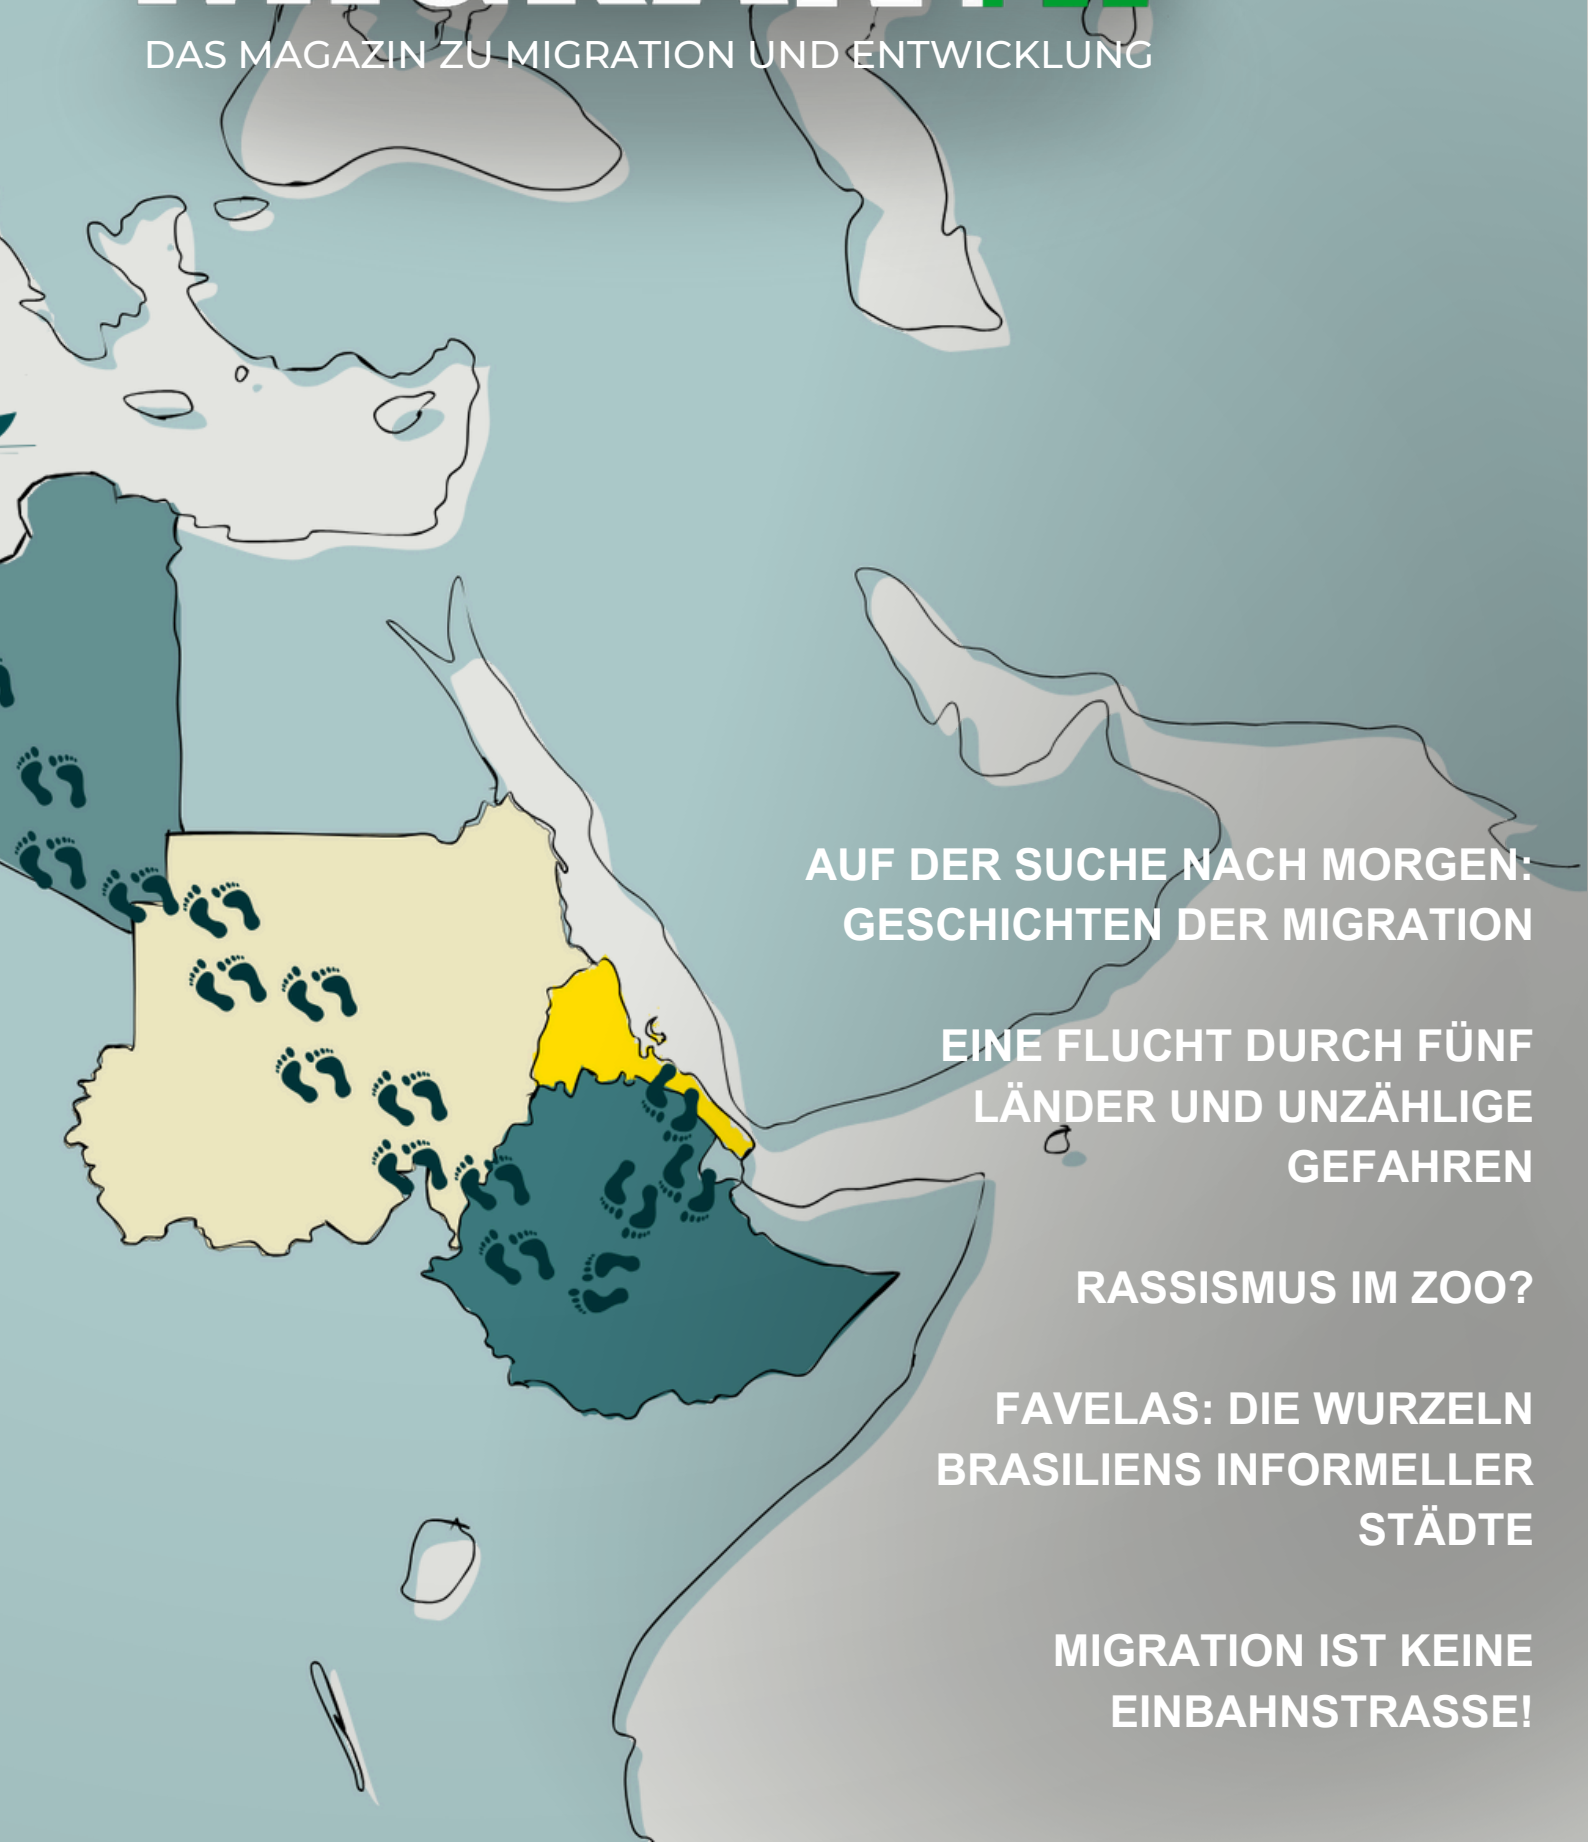 DAS MAGAZIN ZU MIGRATION UND ENTWICKLUNG
AUF DER SUCHE NACH MORGEN:
GESCHICHTEN DER MIGRATION
EINE FLUCHT DURCH FÜNF
LÄNDER UND UNZÄHLIGE
GEFAHREN
RASSISMUS IM ZOO?
FAVELAS: DIE WURZELN
BRASILIENS INFORMELLER
STÄDTE
MIGRATION IST KEINE
EINBAHNSTRASSE!